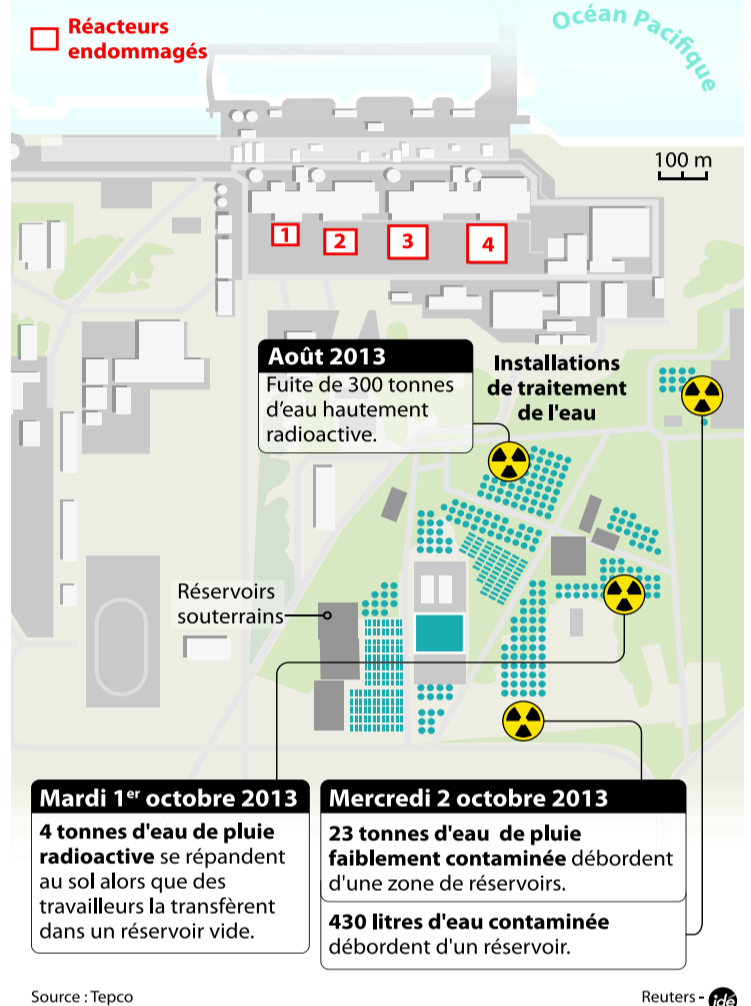 Océan Pacifique
Réacteurs
endommagés
100 m
1
2
3
4
Août 2013
Fuite de 300 tonnes
d'eau hautement
radioactive.
Installations
de traitement
de l'eau
Réservoirs
souterrains
Mardi 1er octobre 2013
4 tonnes d'eau de pluie
radioactive se répandent
au sol alors que des
travailleurs la transfèrent
dans un réservoir vide.
Mercredi 2 octobre 2013
23 tonnes d'eau de pluie
faiblement contaminée débordent
d'une zone de réservoirs.
430 litres d'eau contaminée
débordent d'un réservoir.
Source : Tepco
Reuters - idé